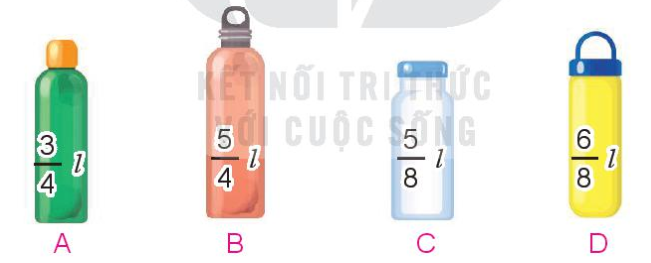 KẾT NỐI TRI THỨC
VỚI CUỘC SỐNG
3/4 l
5/4 l
5/8 l
6/8 l
A B C D